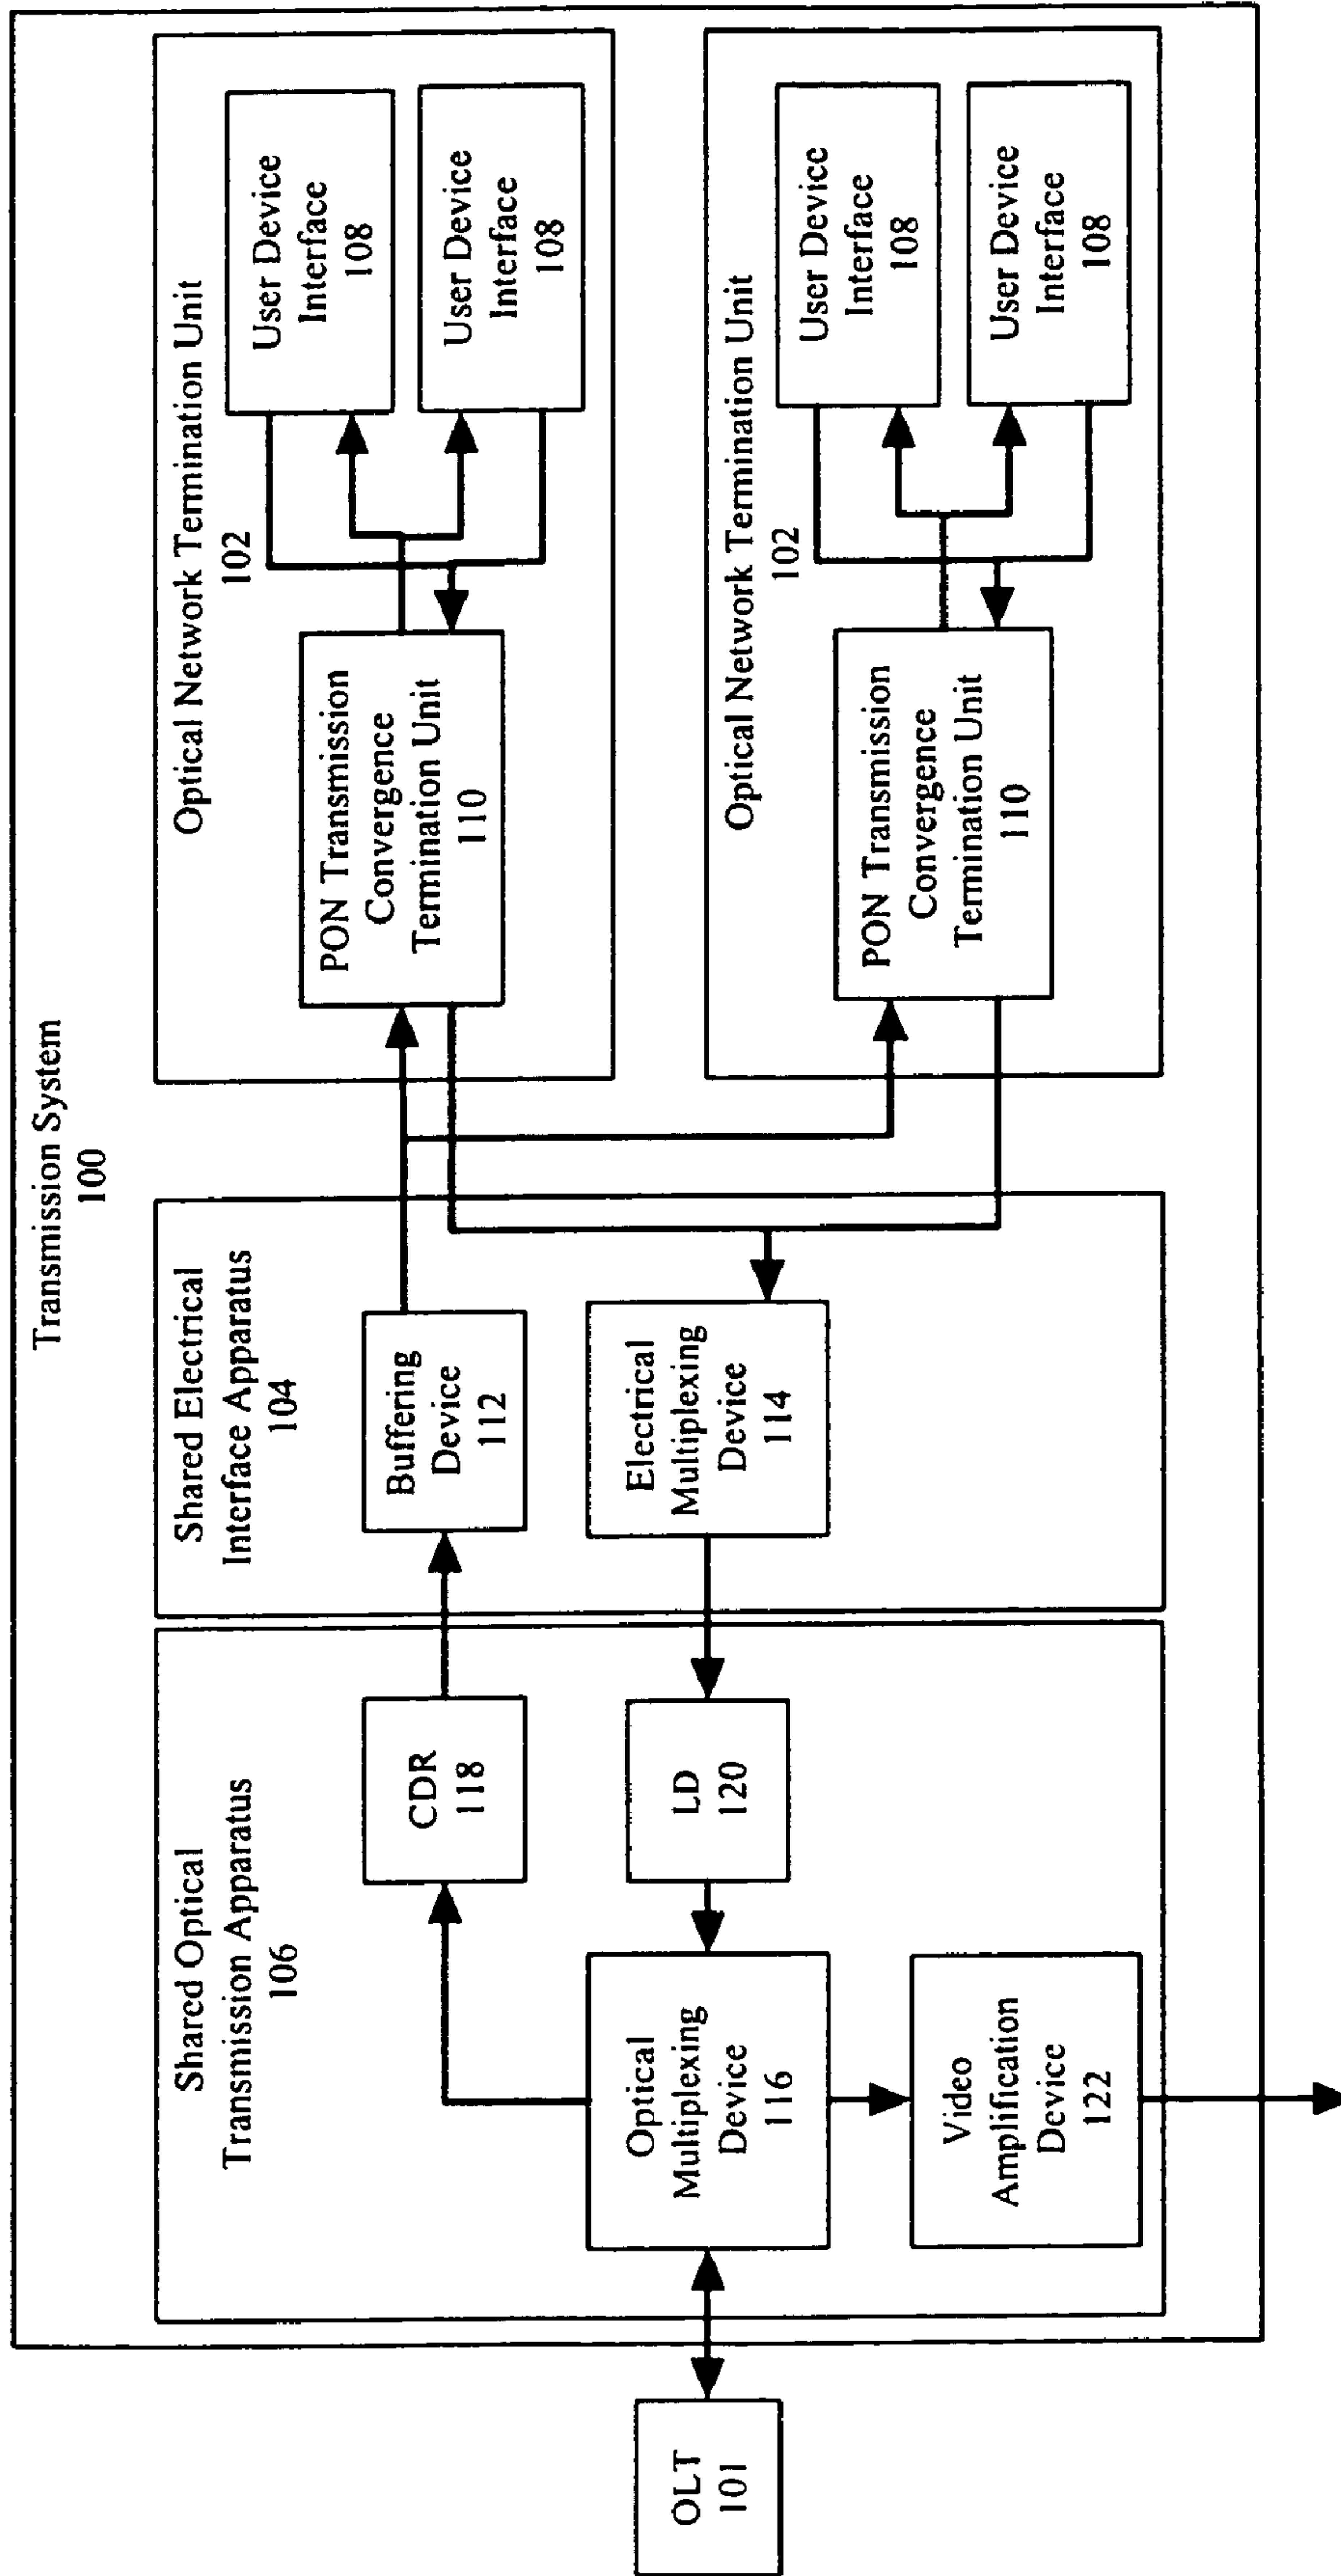 Transmission System
100
OLT
101
Shared Optical
Transmission Apparatus
106
CDR
118
LD
120
Optical
Multiplexing
Device
116
Video
Amplification
Device
122
Shared Electrical
Interface Apparatus
104
Buffering
Device
112
Electrical
Multiplexing
Device
114
Optical Network Termination Unit
102
PON Transmission
Convergence
Termination Unit
110
User Device
Interface
108
User Device
Interface
108
Optical Network Termination Unit
102
PON Transmission
Convergence
Termination Unit
110
User Device
Interface
108
User Device
Interface
108